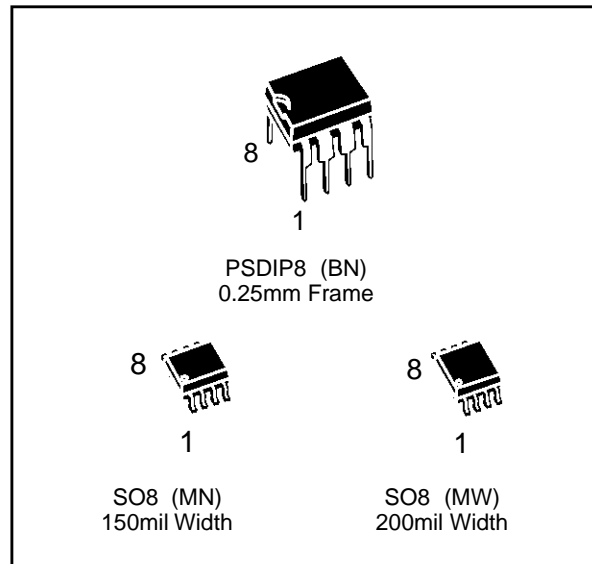 8
1
PSDIP8 (BN)
0.25mm Frame
8
1
SO8 (MN)
150mil Width
8
1
SO8 (MW)
200mil Width